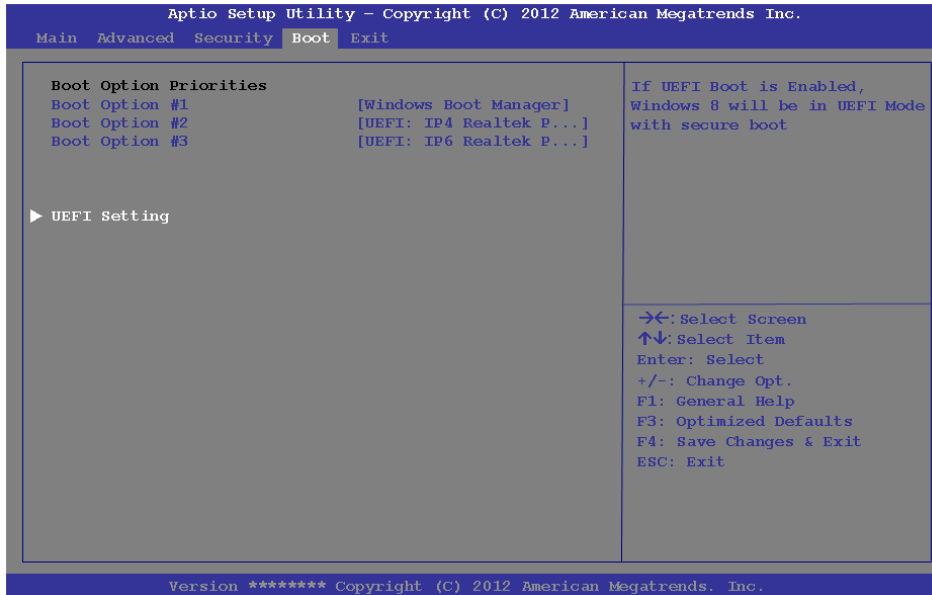 Aptio Setup Utility – Copyright (C) 2012 American Megatrends Inc.
Main Advanced Security Boot Exit
Boot Option Priorities
Boot Option #1 [Windows Boot Manager]
Boot Option #2 [UEFI: IP4 Realtek P...]
Boot Option #3 [UEFI: IP6 Realtek P...]
▶ UEFI Setting
If UEFI Boot is Enabled,
Windows 8 will be in UEFI Mode
with secure boot
→←: Select Screen
↑↓: Select Item
Enter: Select
+/-: Change Opt.
F1: General Help
F3: Optimized Defaults
F4: Save Changes & Exit
ESC: Exit
Version ******** Copyright (C) 2012 American Megatrends. Inc.